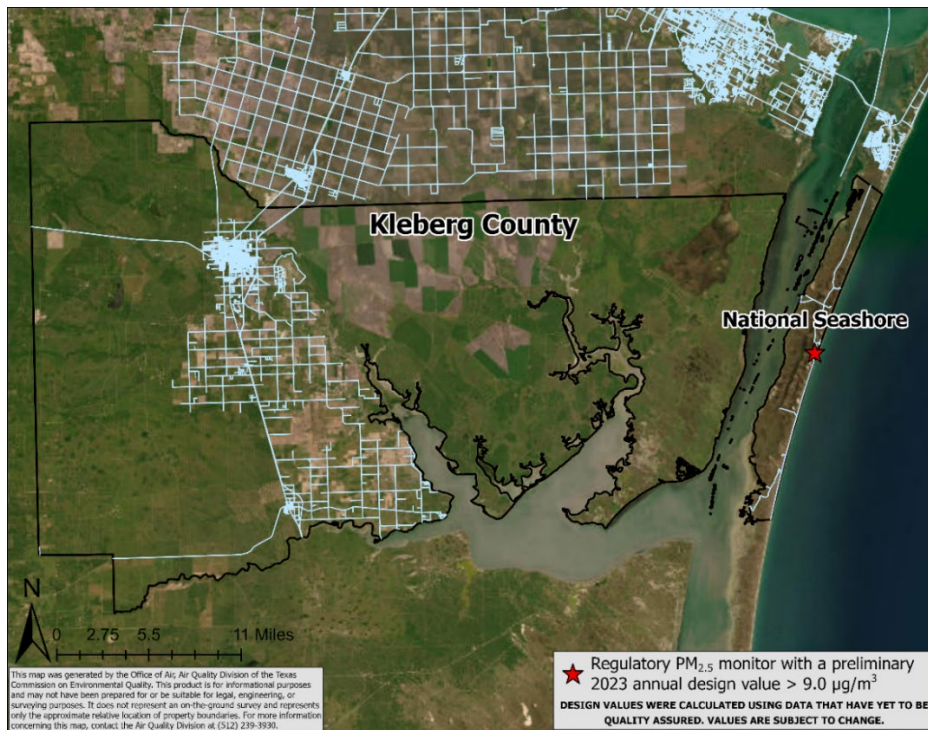 Kleberg County
National Seashore
N
0 2.75 5.5 11 Miles
This map was generated by the Office of Air, Air Quality Division of the Texas
Commission on Environmental Quality. This product is for informational purposes
and may not have been prepared for or be suitable for legal, engineering, or
surveying purposes. It does not represent an on-the-ground survey and represents
only the approximate relative location of property boundaries. For more information
concerning this map, contact the Air Quality Division at (512) 239-3930.
Regulatory PM2.5 monitor with a preliminary
2023 annual design value > 9.0 µg/m³
DESIGN VALUES WERE CALCULATED USING DATA THAT HAVE YET TO BE
QUALITY ASSURED. VALUES ARE SUBJECT TO CHANGE.